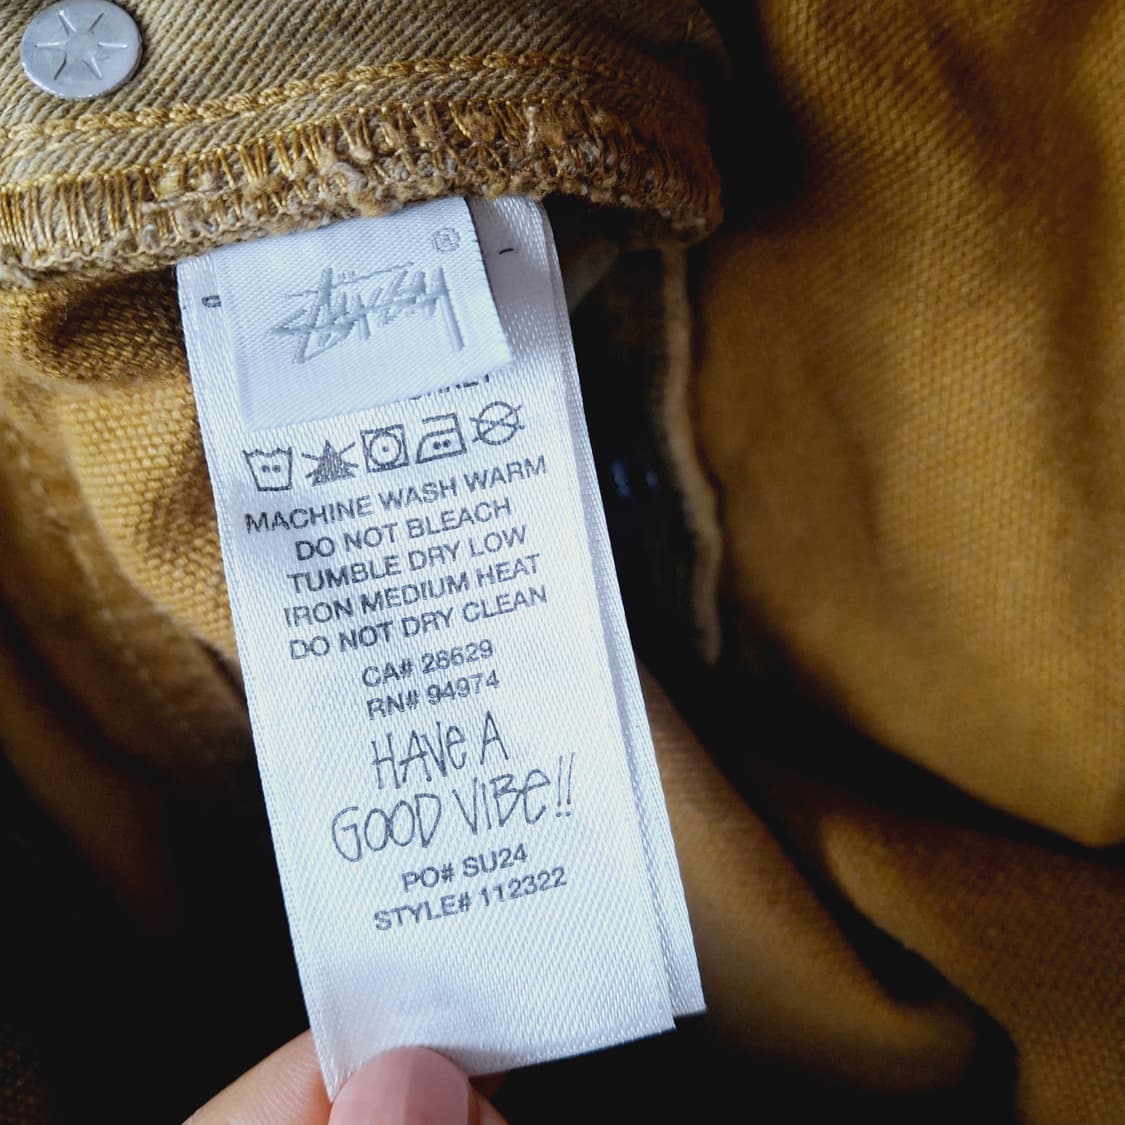 Stüssy ®
MACHINE WASH WARM
DO NOT BLEACH
TUMBLE DRY LOW
IRON MEDIUM HEAT
DO NOT DRY CLEAN
CA# 28629
RN# 94974
HAVE A
GOOD VIBe!!
PO# SU24
STYLE# 112322